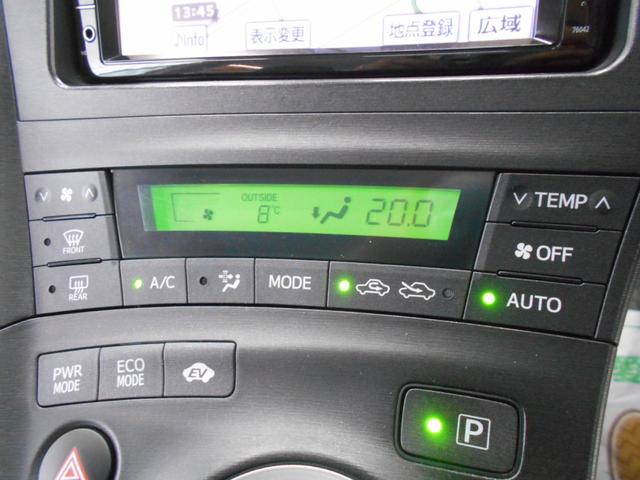 13:45
♪Info
表示変更
地点登録
広域
76042
OUTSIDE
8℃
20.0
TEMP
FRONT
OFF
REAR
A/C
MODE
AUTO
PWR
MODE
ECO
MODE
EV
P